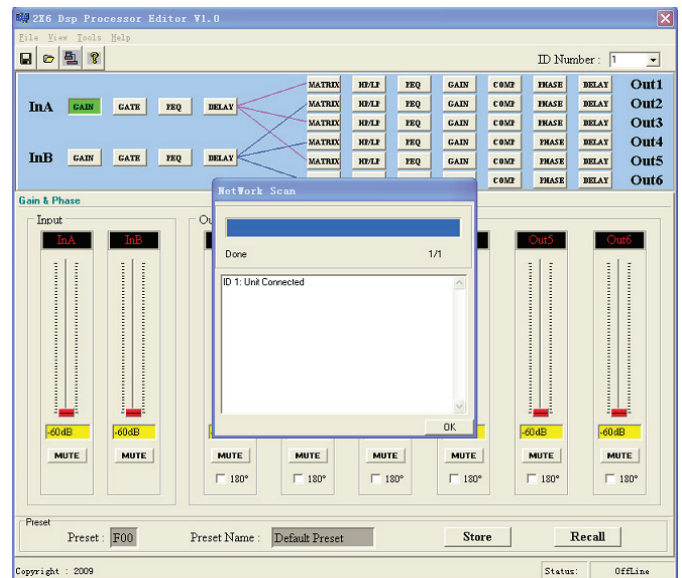 2X6 Dsp Processor Editor V1.0
File View Tools Help
ID Number : 1
MATRIX HP/LP PEQ GAIN COMP PHASE DELAY Out1
InA GAIN GATE PEQ DELAY MATRIX HP/LP PEQ GAIN COMP PHASE DELAY Out2
MATRIX HP/LP PEQ GAIN COMP PHASE DELAY Out3
MATRIX HP/LP PEQ GAIN COMP PHASE DELAY Out4
InB GAIN GATE PEQ DELAY MATRIX HP/LP PEQ GAIN COMP PHASE DELAY Out5
COMP PHASE DELAY Out6
Gain & Phase
Input
InA InB Out5 Out6
NetWork Scan
Done 1/1
ID 1: Unit Connected
OK
-60dB -60dB -60dB -60dB
MUTE MUTE MUTE MUTE MUTE MUTE MUTE MUTE
180° 180° 180° 180° 180° 180°
Preset
Preset : F00 Preset Name : Default Preset Store Recall
Copyright : 2009 Status: OffLine